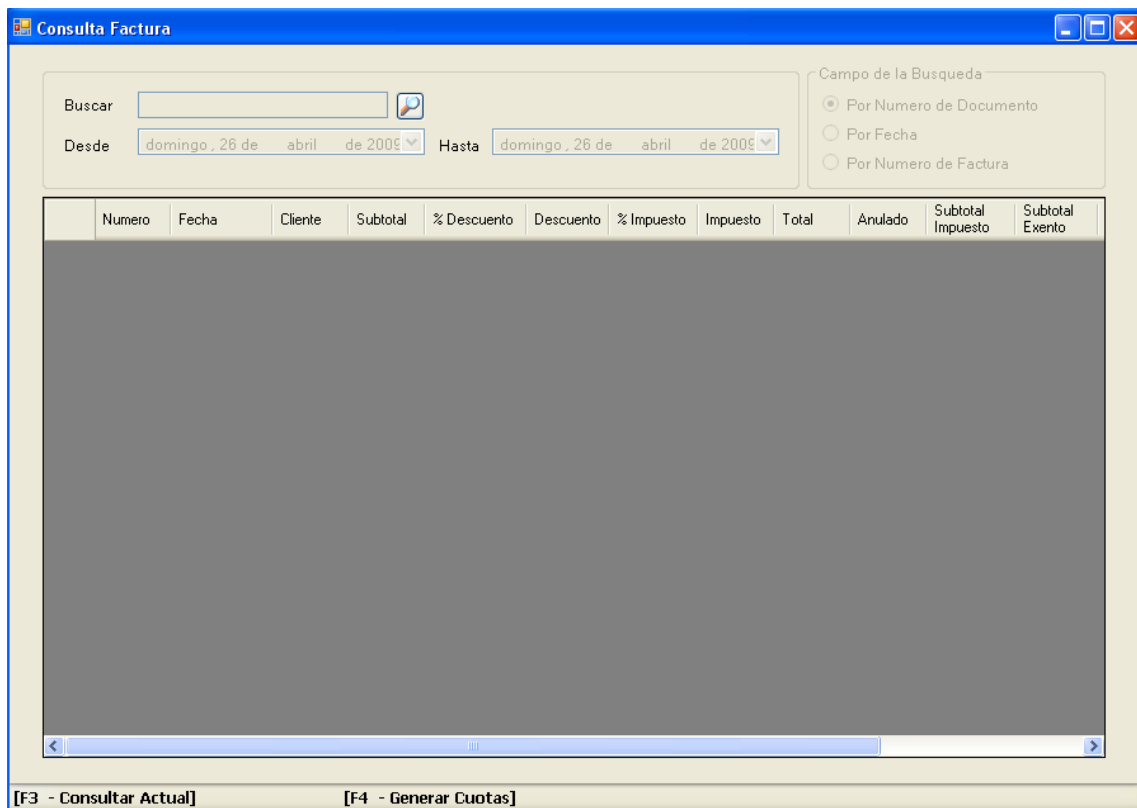 Consulta Factura
Campo de la Busqueda
Buscar
Por Numero de Documento
Desde domingo , 26 de abril de 2009 Hasta domingo , 26 de abril de 2009
Por Fecha
Por Numero de Factura
Numero Fecha Cliente Subtotal % Descuento Descuento % Impuesto Impuesto Total Anulado Subtotal Impuesto Subtotal Exento
[F3 - Consultar Actual] [F4 - Generar Cuotas]